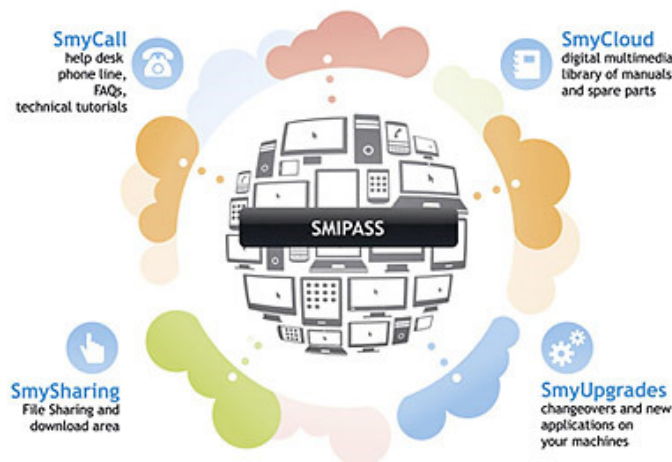 SmyCall
help desk
phone line,
FAQs,
technical tutorials
SmyCloud
digital multimedia
library of manuals
and spare parts
SMIPASS
SmySharing
File Sharing and
download area
SmyUpgrades
changeovers and new
applications on
your machines